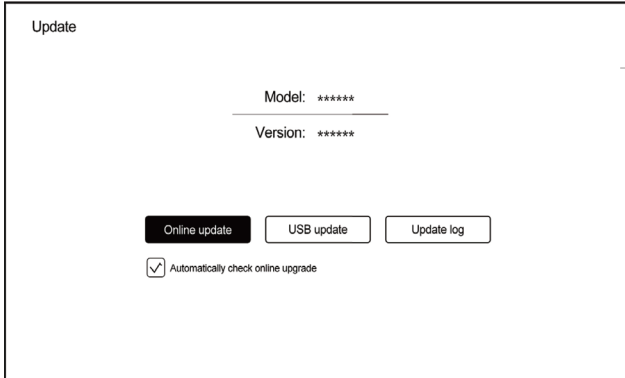 Update
Model: ******
Version: ******
Online update
USB update
Update log
Automatically check online upgrade